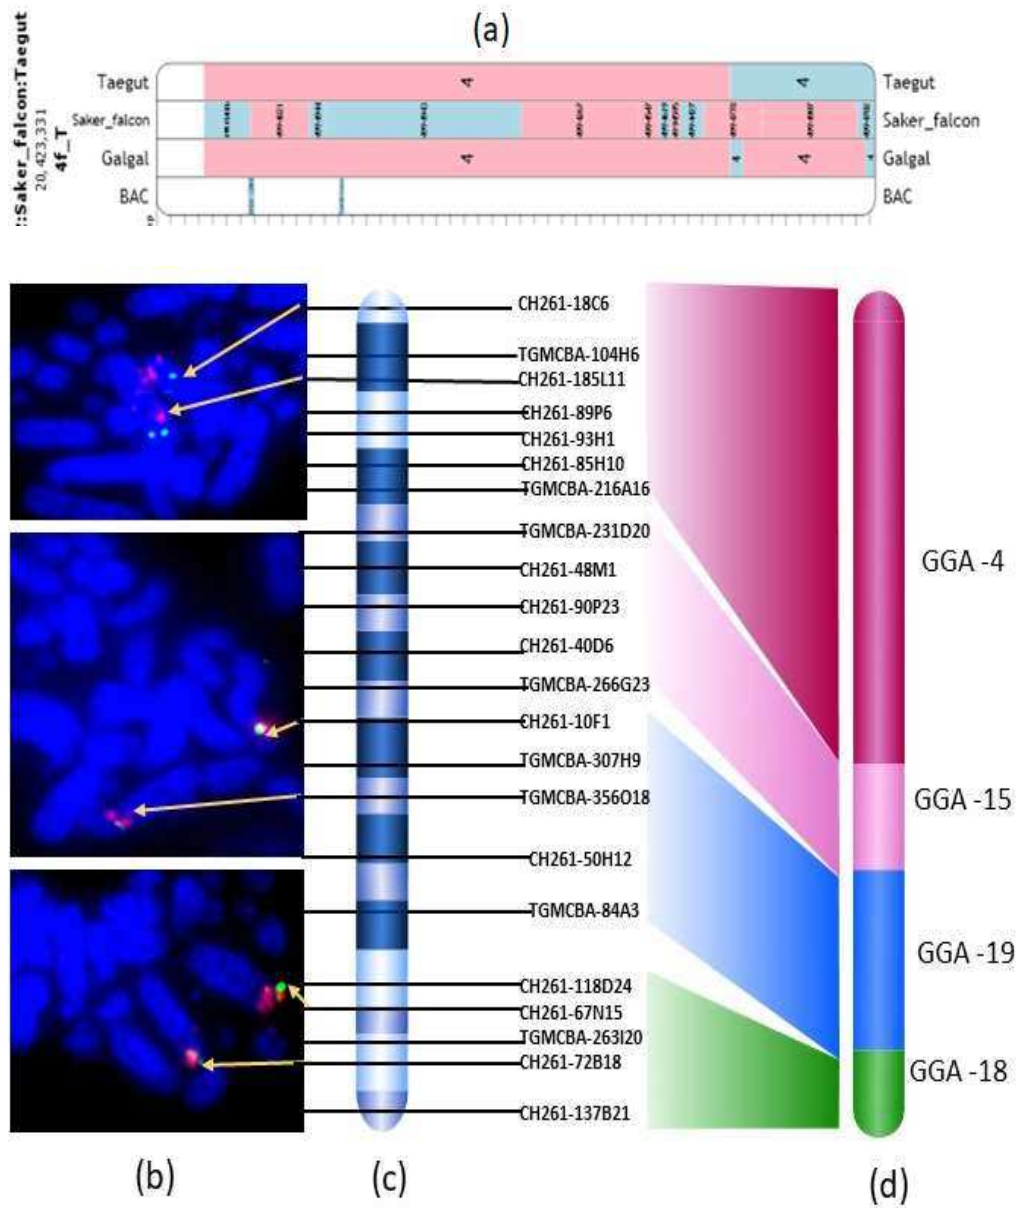 (a)
::Saker_falcon:Taegut
20,423,331
4f_T
Taegut 4 4 Taegut
Saker_falcon Saker_falcon
Galgal 4 4 4 4 Galgal
BAC BAC
CH261-18C6
TGMCBA-104H6
CH261-185L11
CH261-89P6
CH261-93H1
CH261-85H10
TGMCBA-216A16
TGMCBA-231D20
CH261-48M1
CH261-90P23
CH261-40D6
TGMCBA-266G23
CH261-10F1
TGMCBA-307H9
TGMCBA-356O18
CH261-50H12
TGMCBA-84A3
CH261-118D24
CH261-67N15
TGMCBA-263I20
CH261-72B18
CH261-137B21
GGA -4
GGA -15
GGA -19
GGA -18
(b) (c) (d)